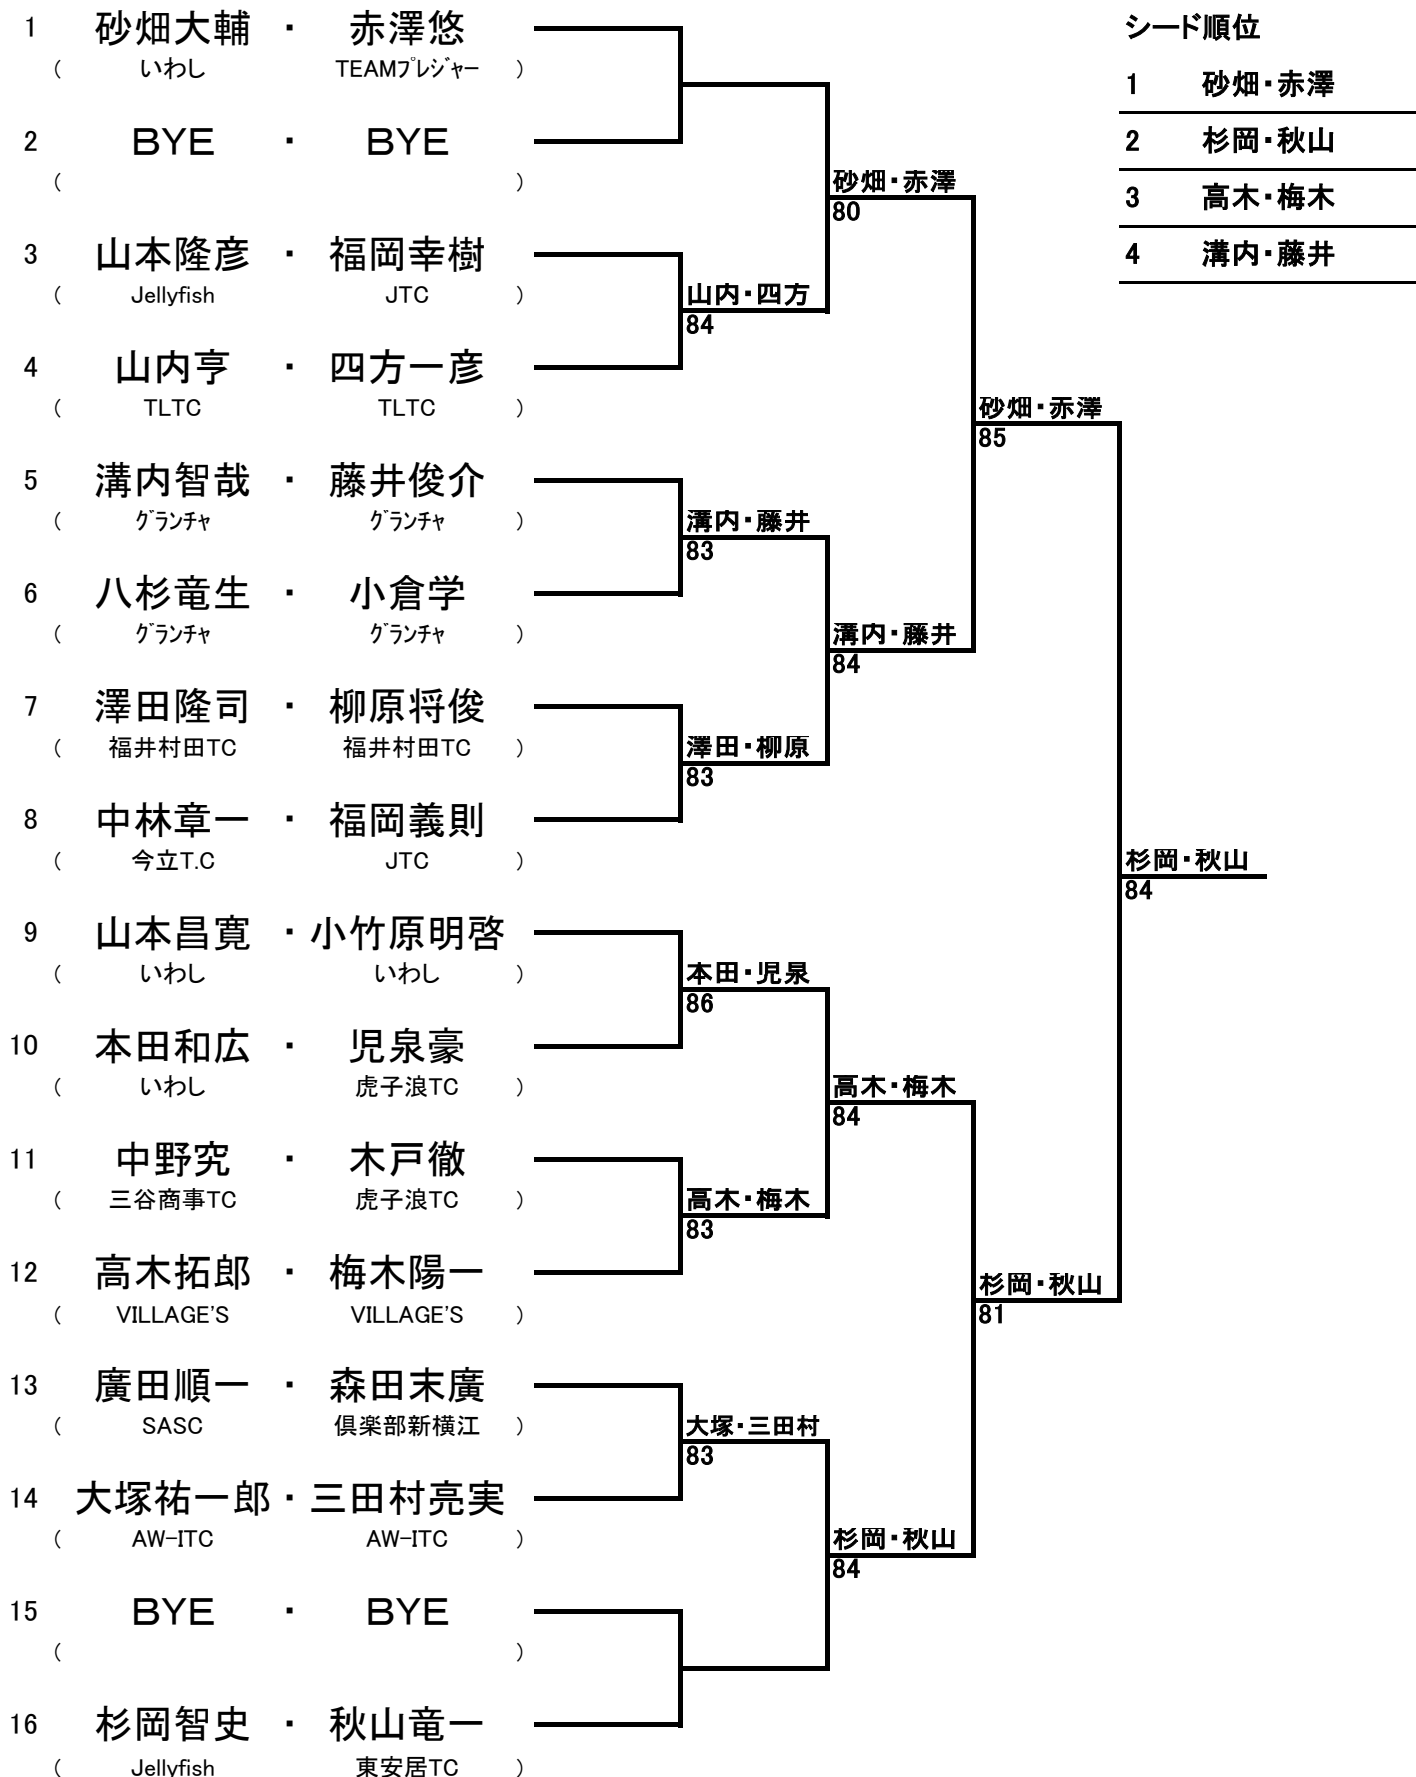 1 砂畑大輔 ・ 赤澤悠
( いわし TEAMﾌﾟﾚｼﾞｬｰ )
2 ＢＹＥ ・ ＢＹＥ
( )
3 山本隆彦 ・ 福岡幸樹
( Jellyfish JTC )
4 山内亨 ・ 四方一彦
( TLTC TLTC )
5 溝内智哉 ・ 藤井俊介
( ｸﾞﾗﾝﾁｬ ｸﾞﾗﾝﾁｬ )
6 八杉竜生 ・ 小倉学
( ｸﾞﾗﾝﾁｬ ｸﾞﾗﾝﾁｬ )
7 澤田隆司 ・ 柳原将俊
( 福井村田TC 福井村田TC )
8 中林章一 ・ 福岡義則
( 今立T.C JTC )
9 山本昌寛 ・ 小竹原明啓
( いわし いわし )
10 本田和広 ・ 児泉豪
( いわし 虎子浪TC )
11 中野究 ・ 木戸徹
( 三谷商事TC 虎子浪TC )
12 高木拓郎 ・ 梅木陽一
( VILLAGE'S VILLAGE'S )
13 廣田順一 ・ 森田末廣
( SASC 倶楽部新横江 )
14 大塚祐一郎 ・ 三田村亮実
( AW-ITC AW-ITC )
15 ＢＹＥ ・ ＢＹＥ
( )
16 杉岡智史 ・ 秋山竜一
( Jellyfish 東安居TC )
山内・四方
84
溝内・藤井
83
澤田・柳原
83
本田・児泉
86
高木・梅木
83
大塚・三田村
83
砂畑・赤澤
80
溝内・藤井
84
高木・梅木
84
杉岡・秋山
84
砂畑・赤澤
85
杉岡・秋山
81
杉岡・秋山
84
シード順位
1 砂畑・赤澤
2 杉岡・秋山
3 高木・梅木
4 溝内・藤井